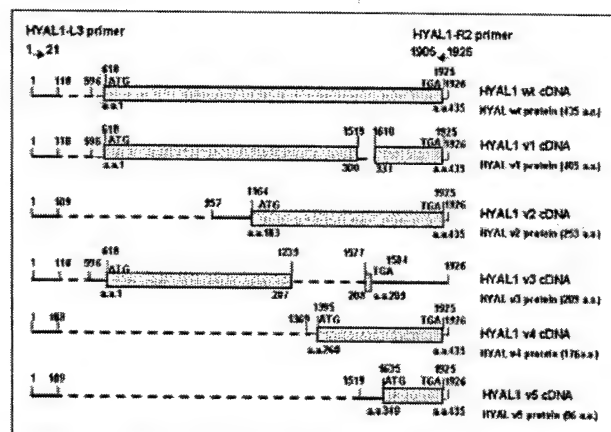 HYAL1-L3 primer HYAL1-R2 primer
1 21 1905 1926
618 1925
1 118 596 ATG TGA 1926 HYAL1 wt cDNA
a.a.1 a.a.435 HYAL wt protein (435 a.a.)
618 1519 1610 1925
1 118 596 ATG TGA 1926 HYAL1 v1 cDNA
a.a.1 300 331 a.a.435 HYAL v1 protein (405 a.a.)
1164 1925
1 109 957 ATG TGA 1926 HYAL1 v2 cDNA
a.a.183 a.a.435 HYAL v2 protein (253 a.a.)
618 1239 1577 1584
1 118 596 ATG TGA 1926 HYAL1 v3 cDNA
a.a.1 207 208 a.a.209 HYAL v3 protein (209 a.a.)
1395 1925
1 1369 ATG TGA 1926 HYAL1 v4 cDNA
a.a.260 a.a.435 HYAL v4 protein (176 a.a.)
1635 1925
1 109 1519 ATG TGA 1926 HYAL1 v5 cDNA
a.a.340 a.a.435 HYAL v5 protein (96 a.a.)